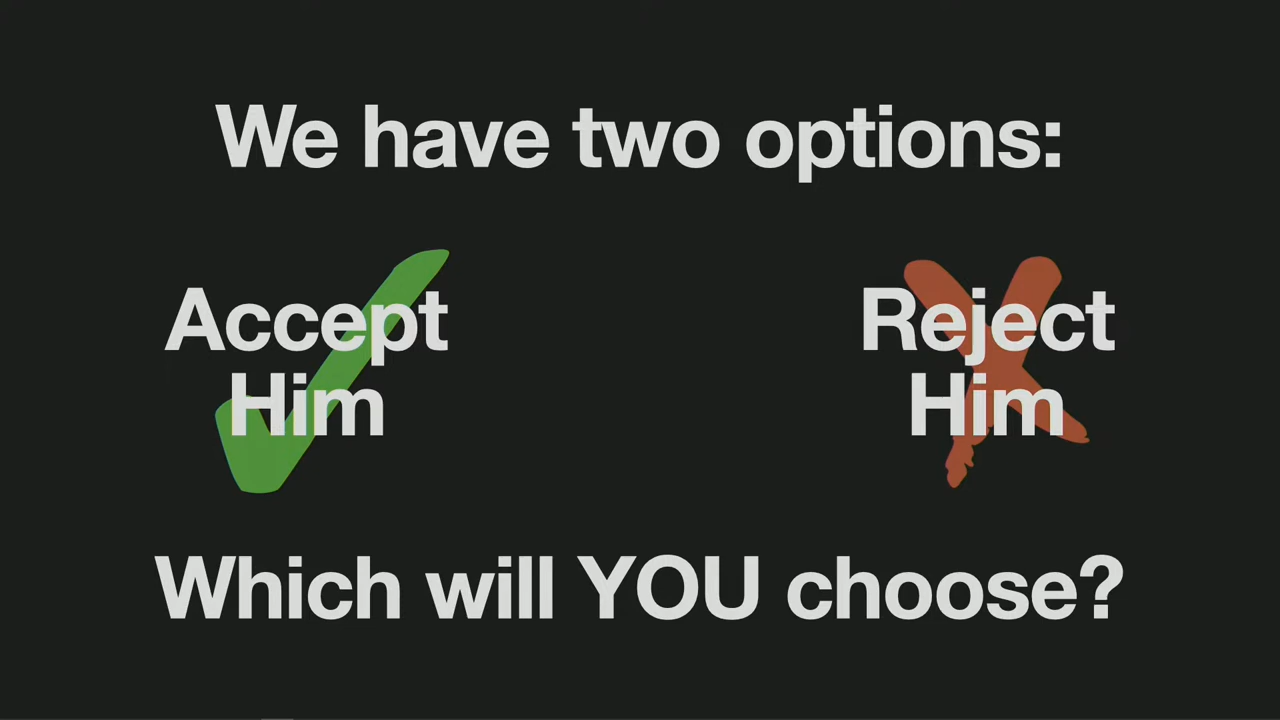 We have two options:
Accept
Him
Reject
Him
Which will YOU choose?